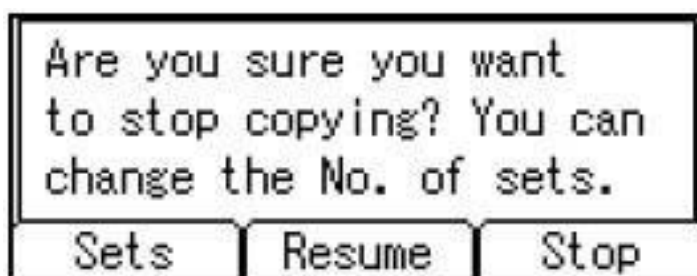 Are you sure you want
to stop copying? You can
change the No. of sets.
Sets Resume Stop